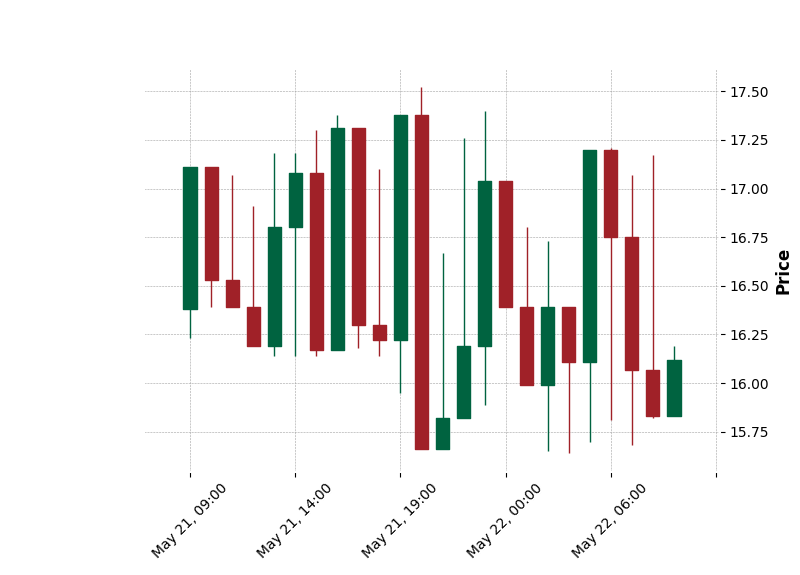 17.50
17.25
17.00
16.75
16.50
16.25
16.00
15.75
Price
May 21, 09:00
May 21, 14:00
May 21, 19:00
May 22, 00:00
May 22, 06:00